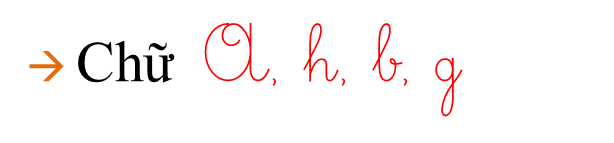 → Chữ A, h, b, g